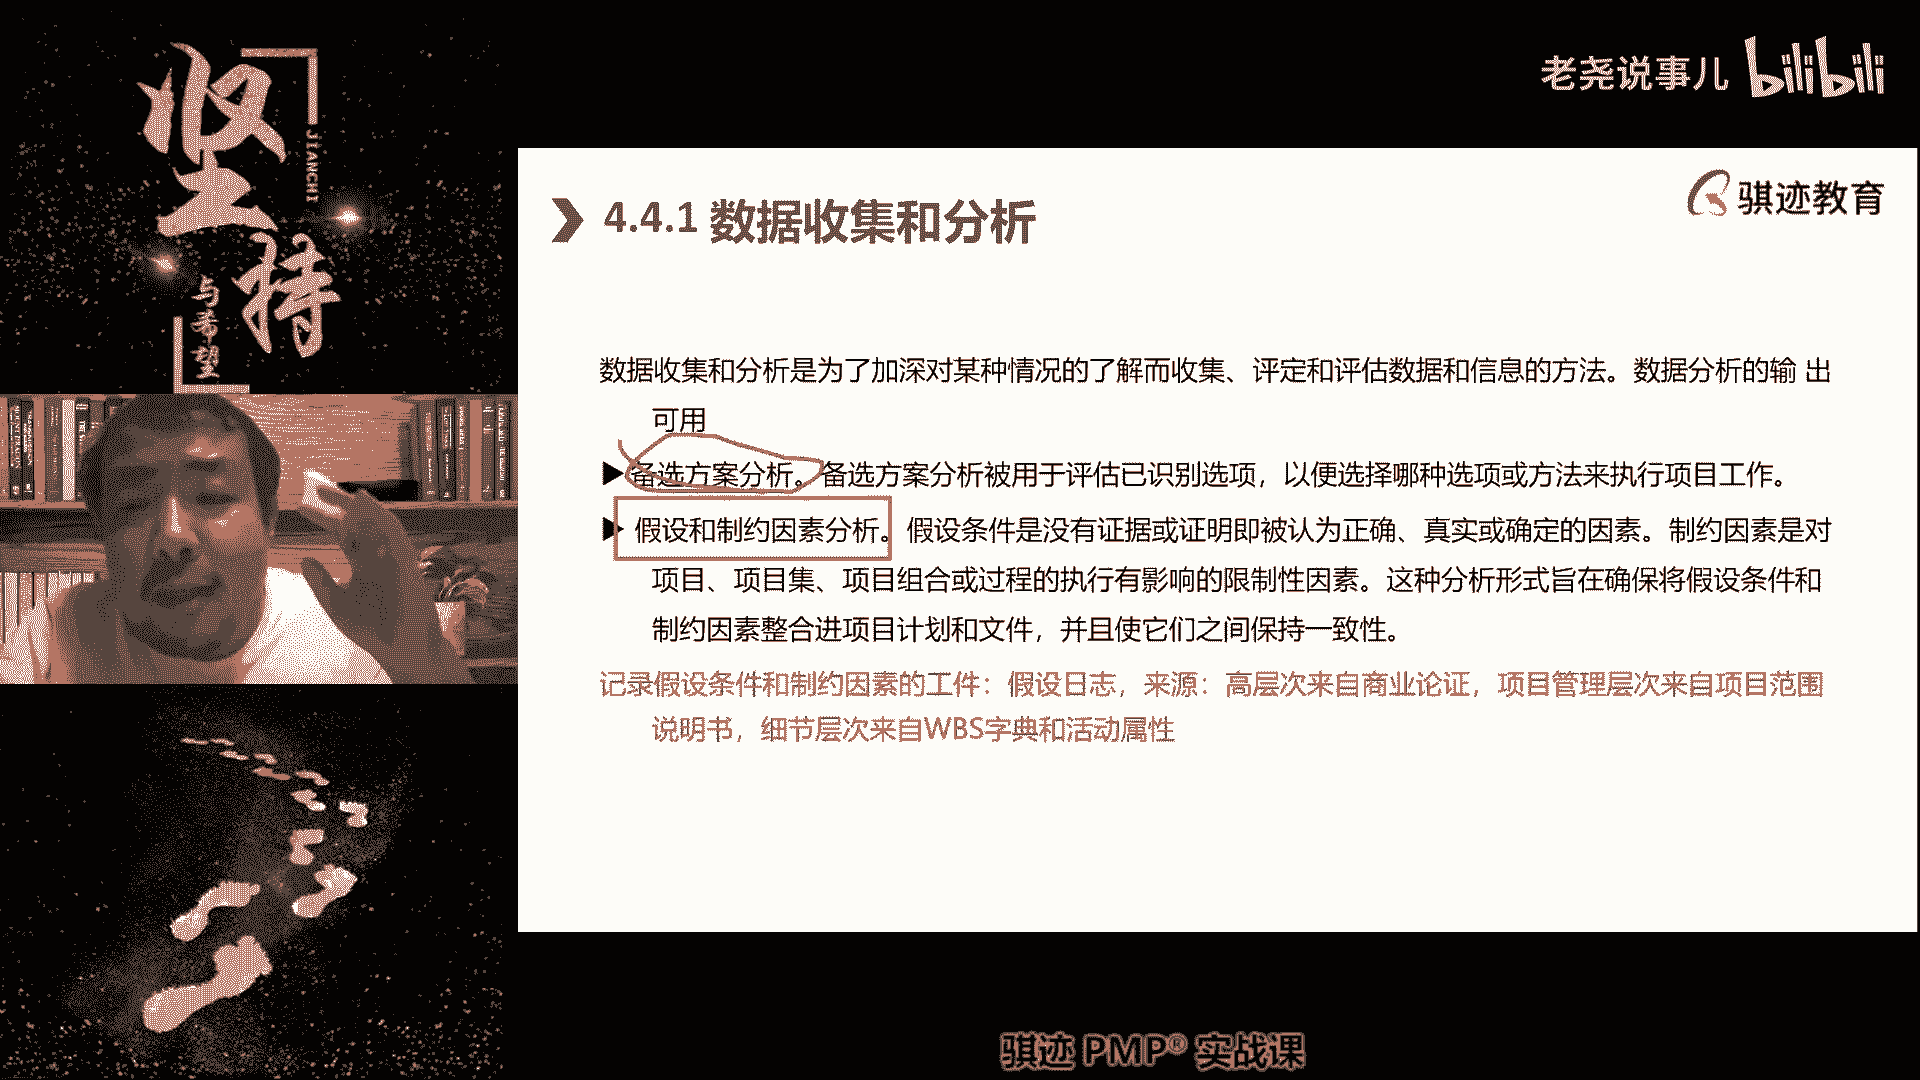 坚持
JIANCHI
与希望
老尧说事儿 bilibili
骐迹教育
4.4.1 数据收集和分析
数据收集和分析是为了加深对某种情况的了解而收集、评定和评估数据和信息的方法。数据分析的输 出
可用
备选方案分析。备选方案分析被用于评估已识别选项，以便选择哪种选项或方法来执行项目工作。
假设和制约因素分析。假设条件是没有证据或证明即被认为正确、真实或确定的因素。制约因素是对
项目、项目集、项目组合或过程的执行有影响的限制性因素。这种分析形式旨在确保将假设条件和
制约因素整合进项目计划和文件，并且使它们之间保持一致性。
记录假设条件和制约因素的工件：假设日志，来源：高层次来自商业论证，项目管理层次来自项目范围
说明书，细节层次来自WBS字典和活动属性
骐迹 PMP® 实战课